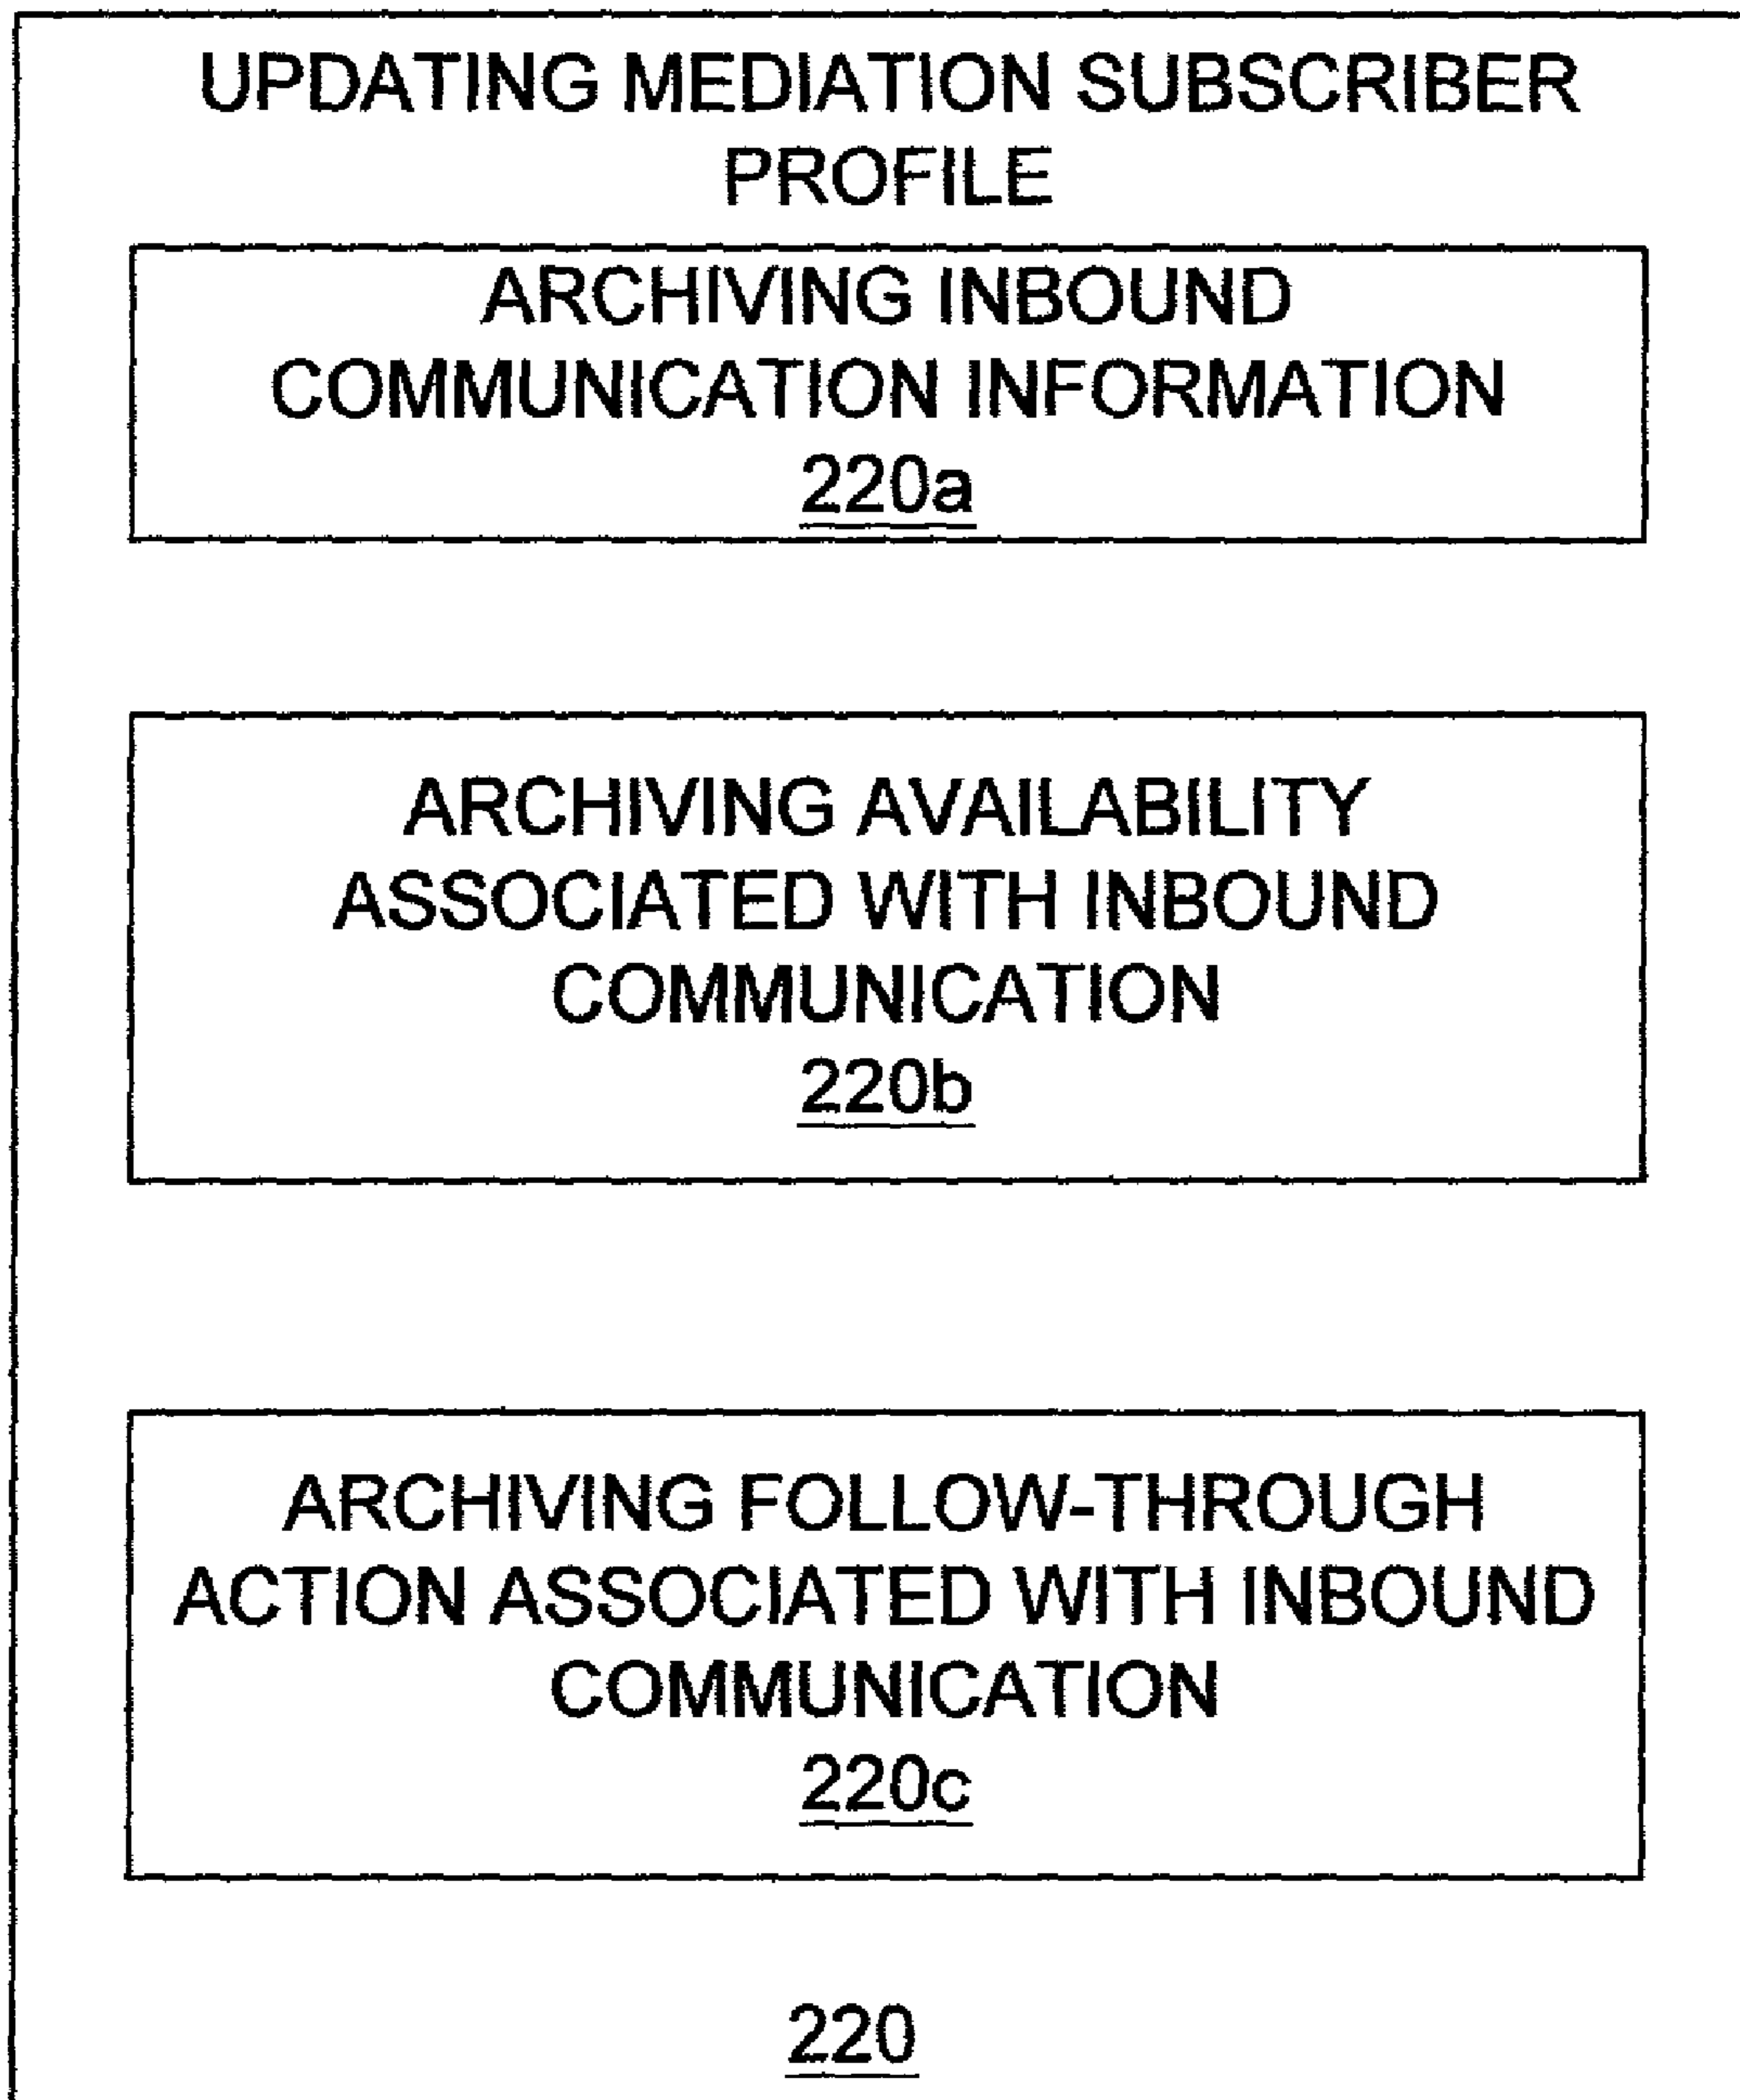 UPDATING MEDIATION SUBSCRIBER
PROFILE
ARCHIVING INBOUND
COMMUNICATION INFORMATION
220a
ARCHIVING AVAILABILITY
ASSOCIATED WITH INBOUND
COMMUNICATION
220b
ARCHIVING FOLLOW-THROUGH
ACTION ASSOCIATED WITH INBOUND
COMMUNICATION
220c
220